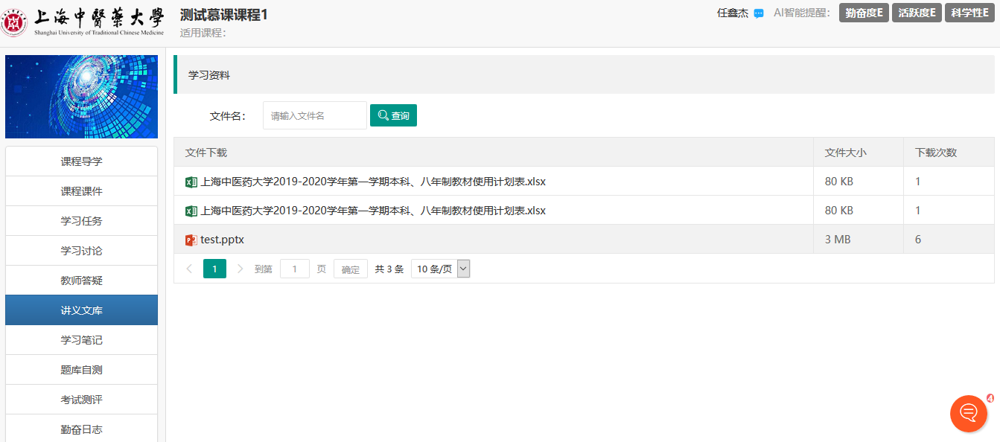 上海中醫藥大學
Shanghai University of Traditional Chinese Medicine
测试慕课课程1
适用课程：
任鑫杰
AI智能提醒：
勤奋度E
活跃度E
科学性E
课程导学
课程课件
学习任务
学习讨论
教师答疑
讲义文库
学习笔记
题库自测
考试测评
勤奋日志
学习资料
文件名：
请输入文件名
查询
文件下载 文件大小 下载次数
上海中医药大学2019-2020学年第一学期本科、八年制教材使用计划表.xlsx 80 KB 1
上海中医药大学2019-2020学年第一学期本科、八年制教材使用计划表.xlsx 80 KB 1
test.pptx 3 MB 6
1 到第 1 页 确定 共 3 条 10 条/页
4